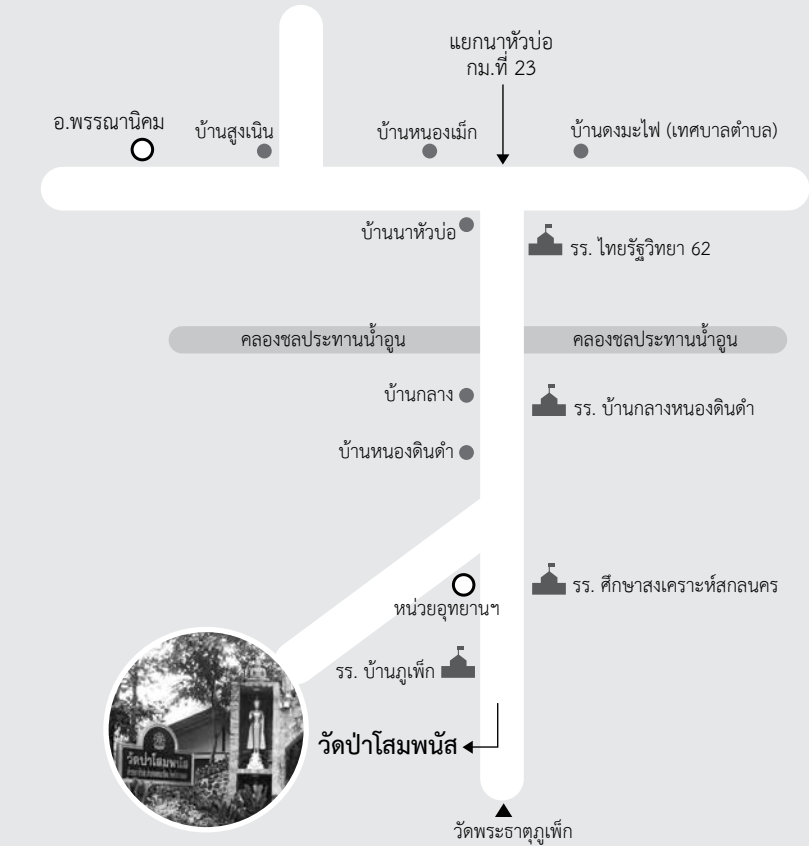 แยกนาหัวบ่อ
กม.ที่ 23
อ.พรรณานิคม
บ้านสูงเนิน
บ้านหนองเม็ก
บ้านดงมะไฟ (เทศบาลตำบล)
บ้านนาหัวบ่อ
รร. ไทยรัฐวิทยา 62
คลองชลประทานน้ำอูน
คลองชลประทานน้ำอูน
บ้านกลาง
รร. บ้านกลางหนองดินดำ
บ้านหนองดินดำ
รร. ศึกษาสงเคราะห์สกลนคร
หน่วยอุทยานฯ
รร. บ้านภูเพ็ก
วัดป่าโสมพนัส
วัดป่าโสมพนัส
วัดพระธาตุภูเพ็ก